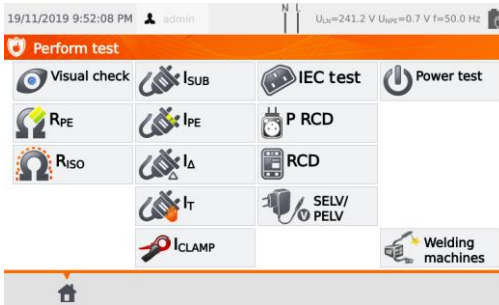 19/11/2019 9:52:08 PM admin N L ULN=241.2 V UNPE=0.7 V f=50.0 Hz
Perform test
Visual check ISUB IEC test Power test
RPE IPE P RCD
RISO I△ RCD
IT SELV/
PELV
ICLAMP Welding
machines